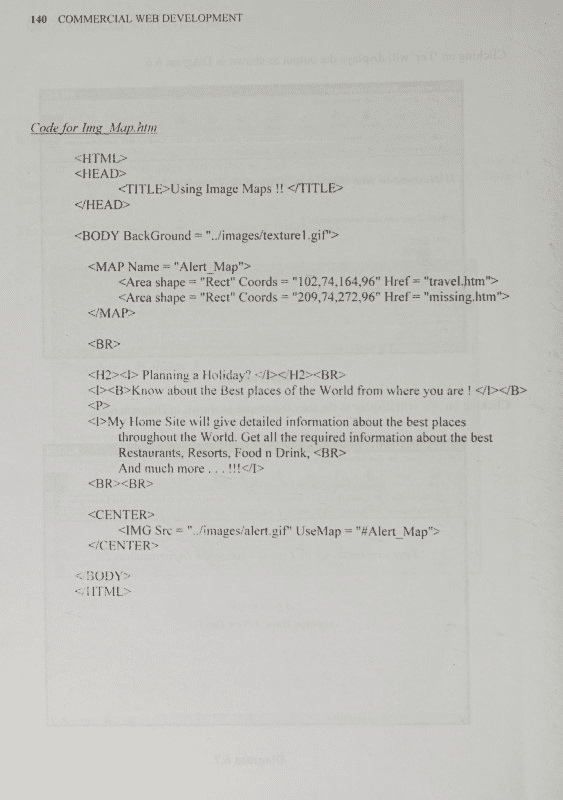 140 COMMERCIAL WEB DEVELOPMENT
Code for Img_Map.htm
<HTML>
<HEAD>
<TITLE>Using Image Maps !! </TITLE>
</HEAD>
<BODY BackGround = "../images/texture1.gif">
<MAP Name = "Alert_Map">
<Area shape = "Rect" Coords = "102,74,164,96" Href = "travel.htm">
<Area shape = "Rect" Coords = "209,74,272,96" Href = "missing.htm">
</MAP>
<BR>
<H2><I> Planning a Holiday? </I></H2><BR>
<I><B>Know about the Best places of the World from where you are ! </I></B>
<P>
<I>My Home Site will give detailed information about the best places
throughout the World. Get all the required information about the best
Restaurants, Resorts, Food n Drink, <BR>
And much more . . . !!!</I>
<BR><BR>
<CENTER>
<IMG Src = "../images/alert.gif" UseMap = "#Alert_Map">
</CENTER>
</BODY>
</HTML>